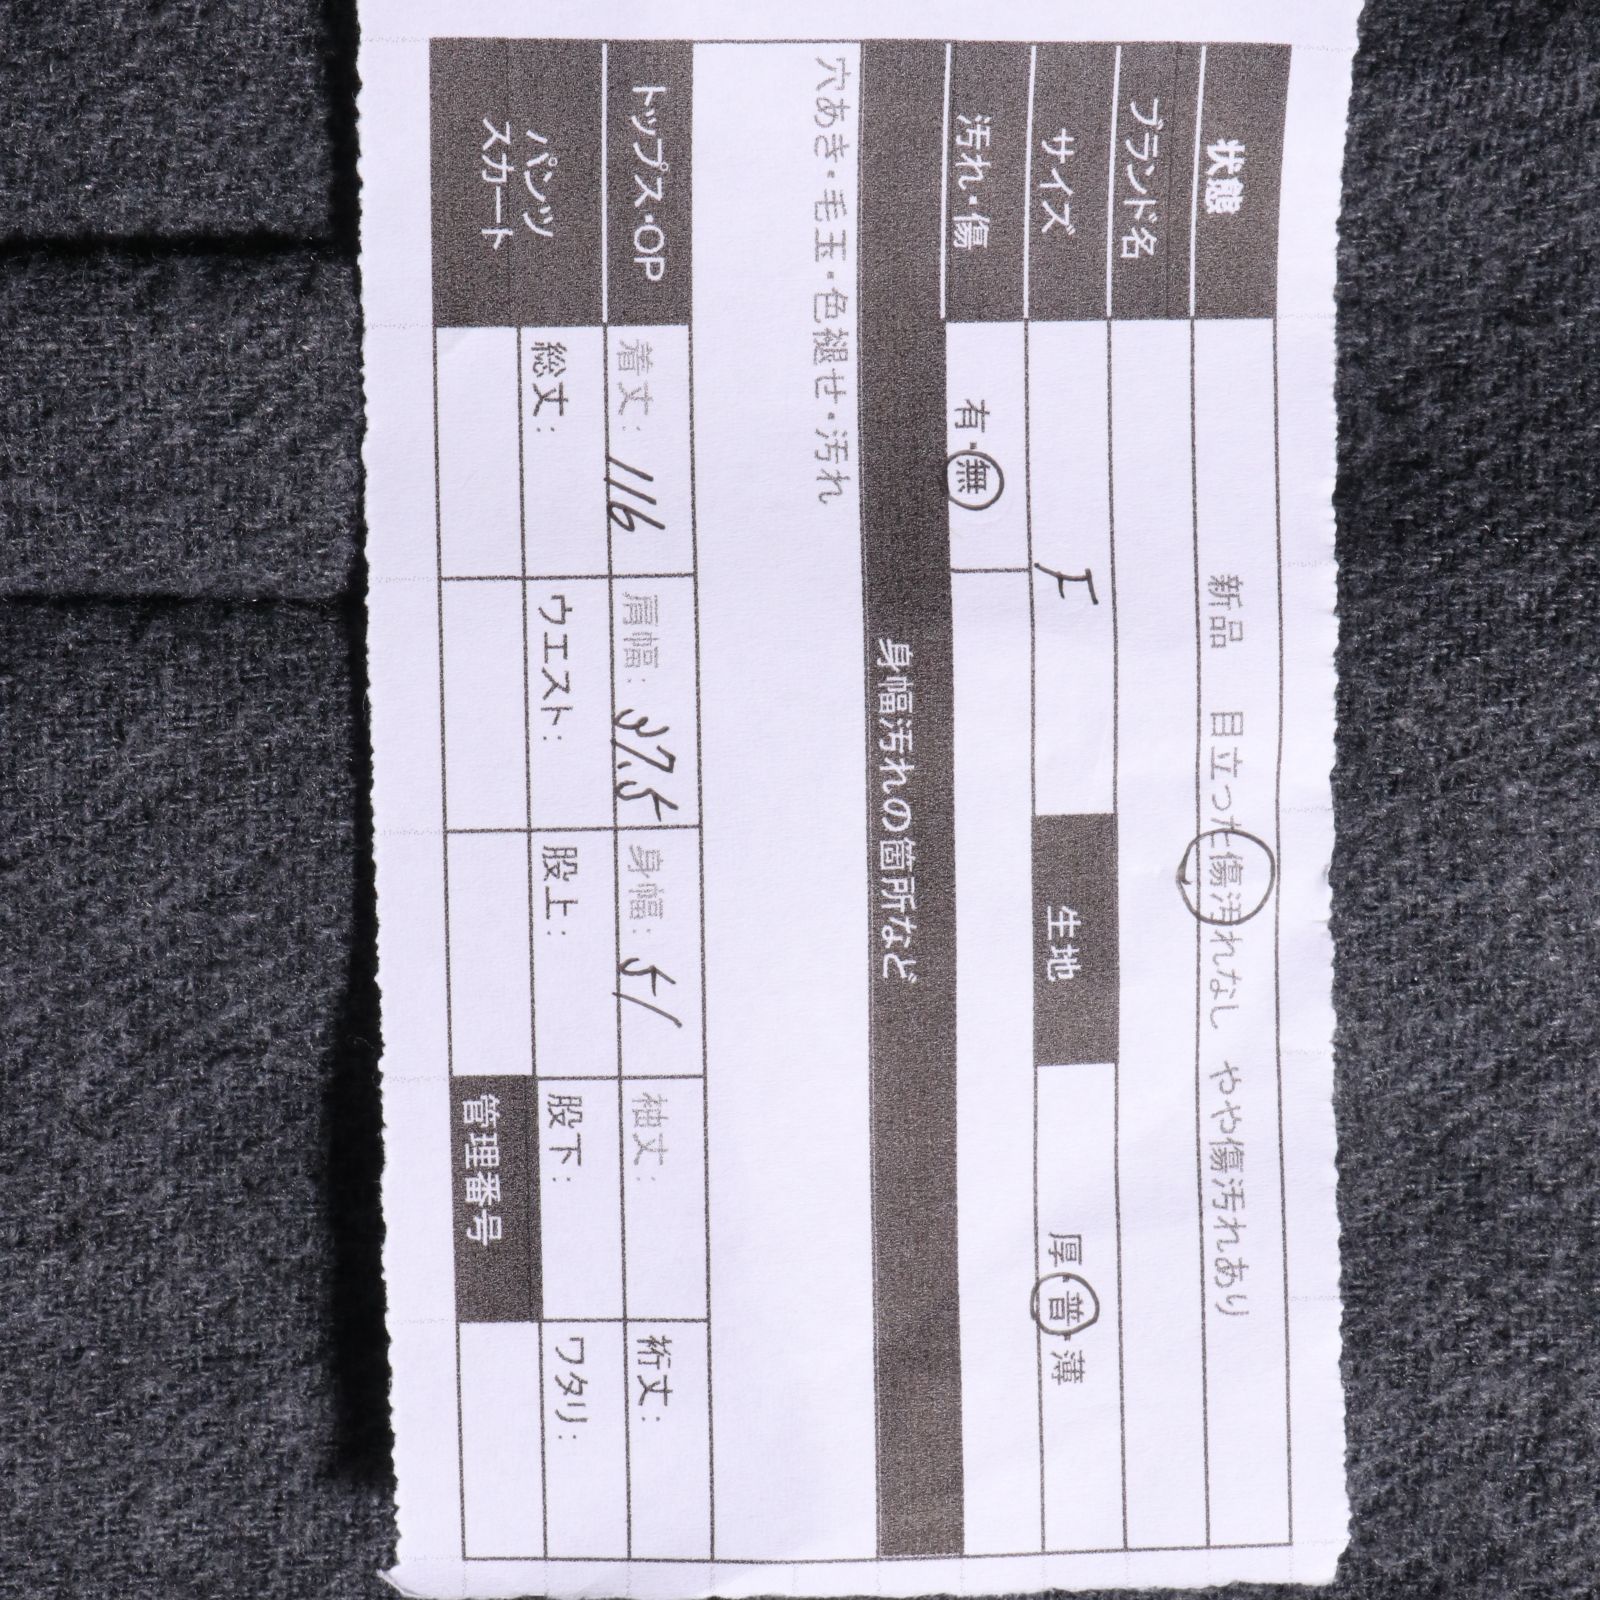 状態 新品 目立った傷汚れなし やや傷汚れあり
ブランド名
サイズ F 生地 厚・普・薄
汚れ・傷 有・無
身幅汚れの箇所など
穴あき・毛玉・色褪せ・汚れ
トップス・OP 着丈: 116 肩幅: 37.5 身幅: 51 袖丈: 裄丈:
パンツ 総丈: ウエスト: 股上: 股下: ワタリ:
スカート 管理番号